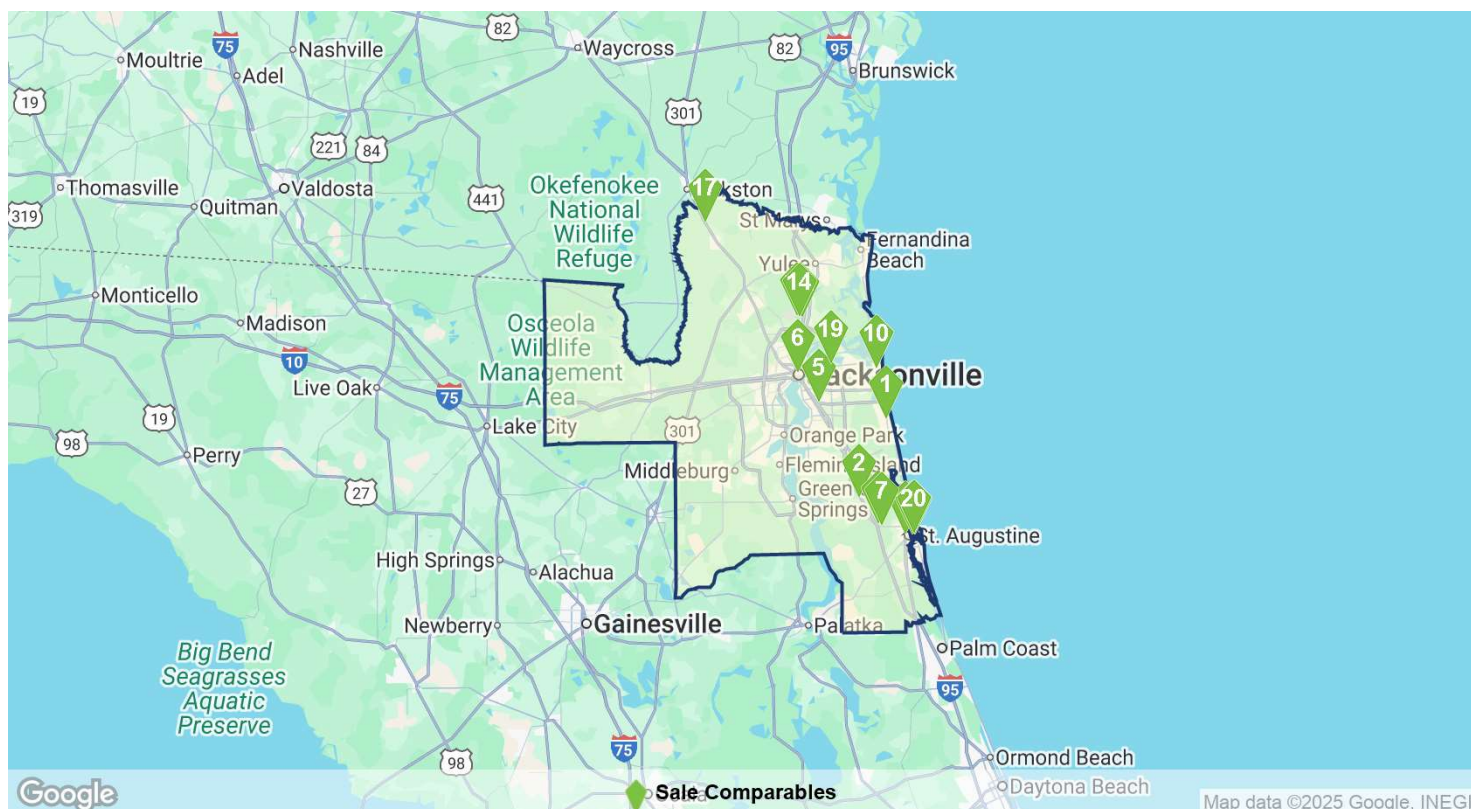 82
75
Nashville
Waycross
82
95
Moultrie
Adel
Brunswick
19
301
221
84
Thomasville
Valdosta
441
Okefenokee
National
Wildlife
Refuge
17
kston
319
Quitman
St Marys
Fernandina
Beach
Yulee
Monticello
14
Madison
Osceola
Wildlife
Management
Area
6
19
10
10
Live Oak
5
acksonville
75
1
19
Lake City
301
Orange Park
98
Perry
Middleburg
Fleming Island
2
27
Green
Springs
7
20
St. Augustine
High Springs
Alachua
Newberry
Gainesville
Palatka
Big Bend
Seagrasses
Aquatic
Preserve
Palm Coast
95
75
98
Ormond Beach
Google
Sale Comparables
Daytona Beach
Map data ©2025 Google, INEGI